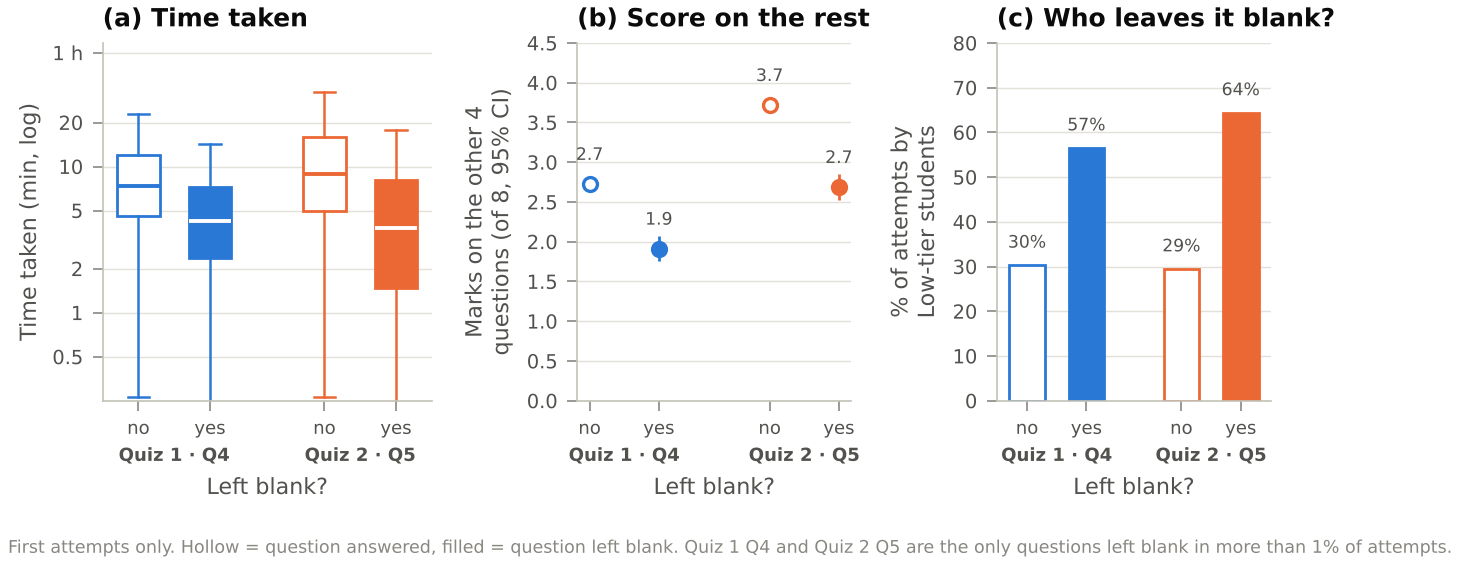 (a) Time taken
Time taken (min, log)
1 h
20
10
5
2
1
0.5
no
yes
no
yes
Quiz 1 · Q4
Quiz 2 · Q5
Left blank?
(b) Score on the rest
Marks on the other 4
questions (of 8, 95% CI)
4.5
4.0
3.5
3.0
2.5
2.0
1.5
1.0
0.5
0.0
2.7
1.9
3.7
2.7
no
yes
no
yes
Quiz 1 · Q4
Quiz 2 · Q5
Left blank?
(c) Who leaves it blank?
% of attempts by
Low-tier students
80
70
60
50
40
30
20
10
0
30%
57%
29%
64%
no
yes
no
yes
Quiz 1 · Q4
Quiz 2 · Q5
Left blank?
First attempts only. Hollow = question answered, filled = question left blank. Quiz 1 Q4 and Quiz 2 Q5 are the only questions left blank in more than 1% of attempts.